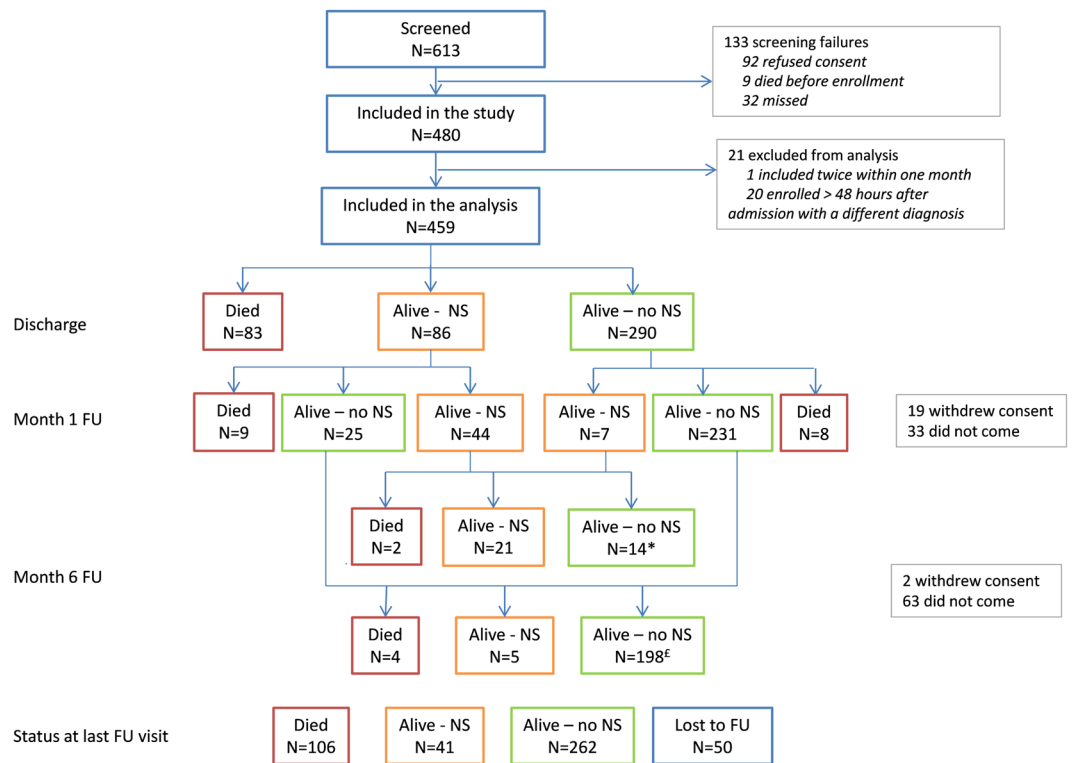 Screened
N=613
133 screening failures
92 refused consent
9 died before enrollment
32 missed
Included in the study
N=480
21 excluded from analysis
1 included twice within one month
20 enrolled > 48 hours after
admission with a different diagnosis
Included in the analysis
N=459
Discharge
Died
N=83
Alive - NS
N=86
Alive – no NS
N=290
Month 1 FU
Died
N=9
Alive – no NS
N=25
Alive - NS
N=44
Alive - NS
N=7
Alive - no NS
N=231
Died
N=8
19 withdrew consent
33 did not come
Month 6 FU
Died
N=2
Alive - NS
N=21
Alive – no NS
N=14*
2 withdrew consent
63 did not come
Died
N=4
Alive - NS
N=5
Alive – no NS
N=198£
Status at last FU visit
Died
N=106
Alive - NS
N=41
Alive – no NS
N=262
Lost to FU
N=50